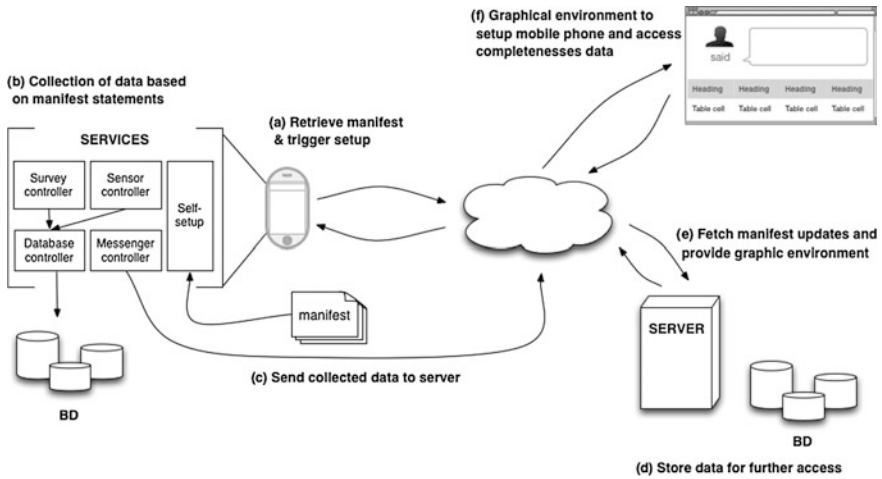 (f) Graphical environment to
setup mobile phone and access
completenesses data
said
Heading Heading Heading Heading
Table cell Table cell Table cell Table cell
(b) Collection of data based
on manifest statements
(a) Retrieve manifest
& trigger setup
SERVICES
Survey
controller
Sensor
controller
Self-
setup
Database
controller
Messenger
controller
(e) Fetch manifest updates and
provide graphic environment
manifest
SERVER
(c) Send collected data to server
BD
BD
(d) Store data for further access